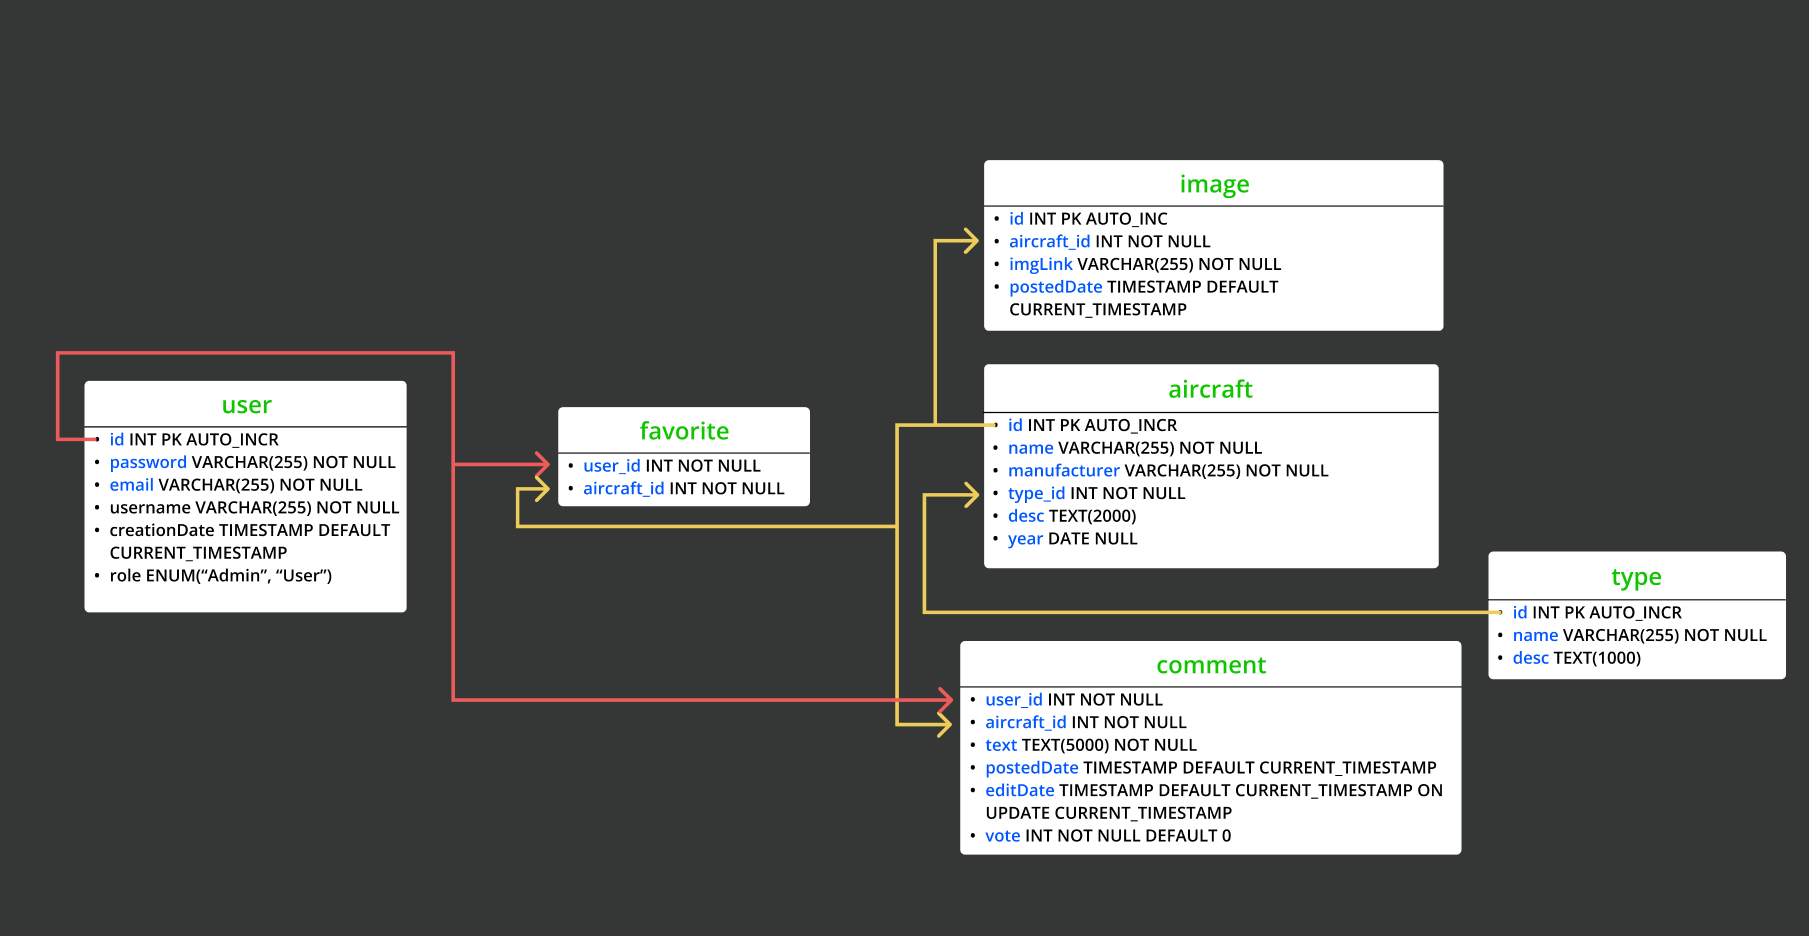 image
• id INT PK AUTO_INC
• aircraft_id INT NOT NULL
• imgLink VARCHAR(255) NOT NULL
• postedDate TIMESTAMP DEFAULT
CURRENT_TIMESTAMP
user
• id INT PK AUTO_INCR
• password VARCHAR(255) NOT NULL
• email VARCHAR(255) NOT NULL
• username VARCHAR(255) NOT NULL
• creationDate TIMESTAMP DEFAULT
CURRENT_TIMESTAMP
• role ENUM(“Admin”, “User”)
favorite
• user_id INT NOT NULL
• aircraft_id INT NOT NULL
aircraft
• id INT PK AUTO_INCR
• name VARCHAR(255) NOT NULL
• manufacturer VARCHAR(255) NOT NULL
• type_id INT NOT NULL
• desc TEXT(2000)
• year DATE NULL
type
• id INT PK AUTO_INCR
• name VARCHAR(255) NOT NULL
• desc TEXT(1000)
comment
• user_id INT NOT NULL
• aircraft_id INT NOT NULL
• text TEXT(5000) NOT NULL
• postedDate TIMESTAMP DEFAULT CURRENT_TIMESTAMP
• editDate TIMESTAMP DEFAULT CURRENT_TIMESTAMP ON
UPDATE CURRENT_TIMESTAMP
• vote INT NOT NULL DEFAULT 0